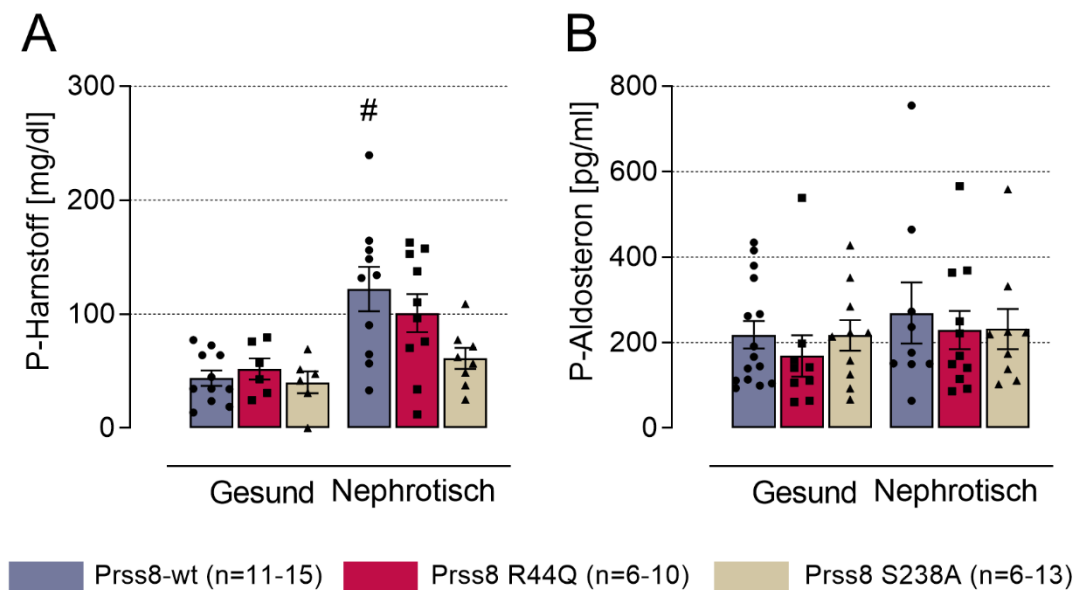 A
P-Harnstoff [mg/dl]
300
200
100
0
#
Gesund Nephrotisch
B
P-Aldosteron [pg/ml]
800
600
400
200
0
Gesund Nephrotisch
Prss8-wt (n=11-15) Prss8 R44Q (n=6-10) Prss8 S238A (n=6-13)